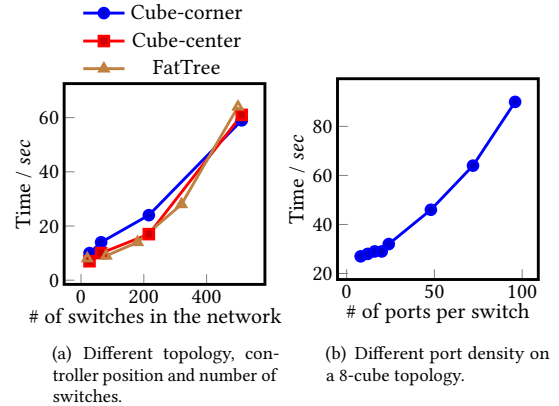 Cube-corner
Cube-center
FatTree
60
40
20
0
Time / sec
0
200
400
# of switches in the network
80
60
40
20
Time / sec
0
50
100
# of ports per switch
(a) Different topology, con-
troller position and number of
switches.
(b) Different port density on
a 8-cube topology.